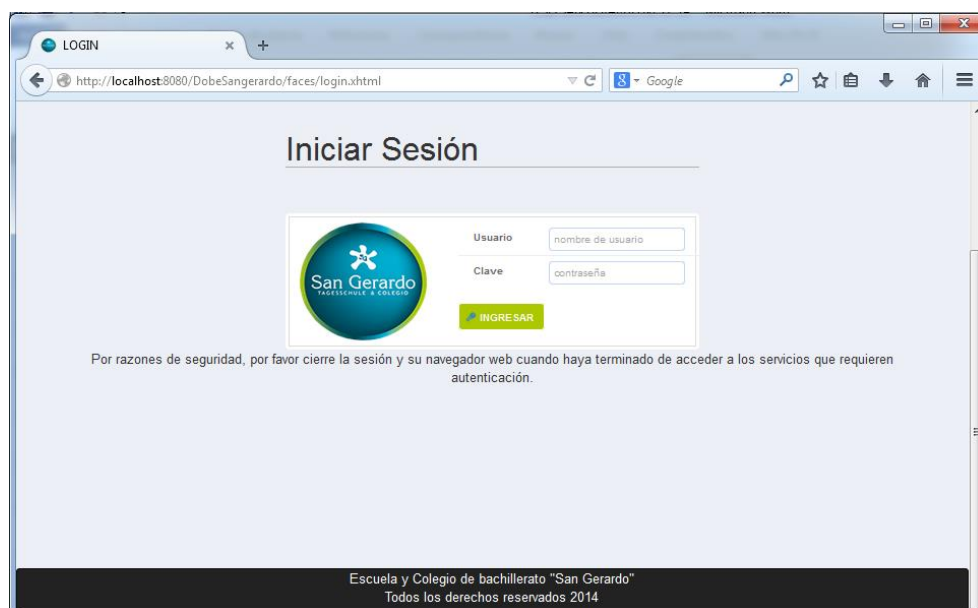 LOGIN
http://localhost:8080/DobeSangerardo/faces/login.xhtml
Google
Iniciar Sesión
San Gerardo
TAGESSCHULE & COLEGIO
Usuario
nombre de usuario
Clave
contraseña
INGRESAR
Por razones de seguridad, por favor cierre la sesión y su navegador web cuando haya terminado de acceder a los servicios que requieren
autenticación.
Escuela y Colegio de bachillerato "San Gerardo"
Todos los derechos reservados 2014